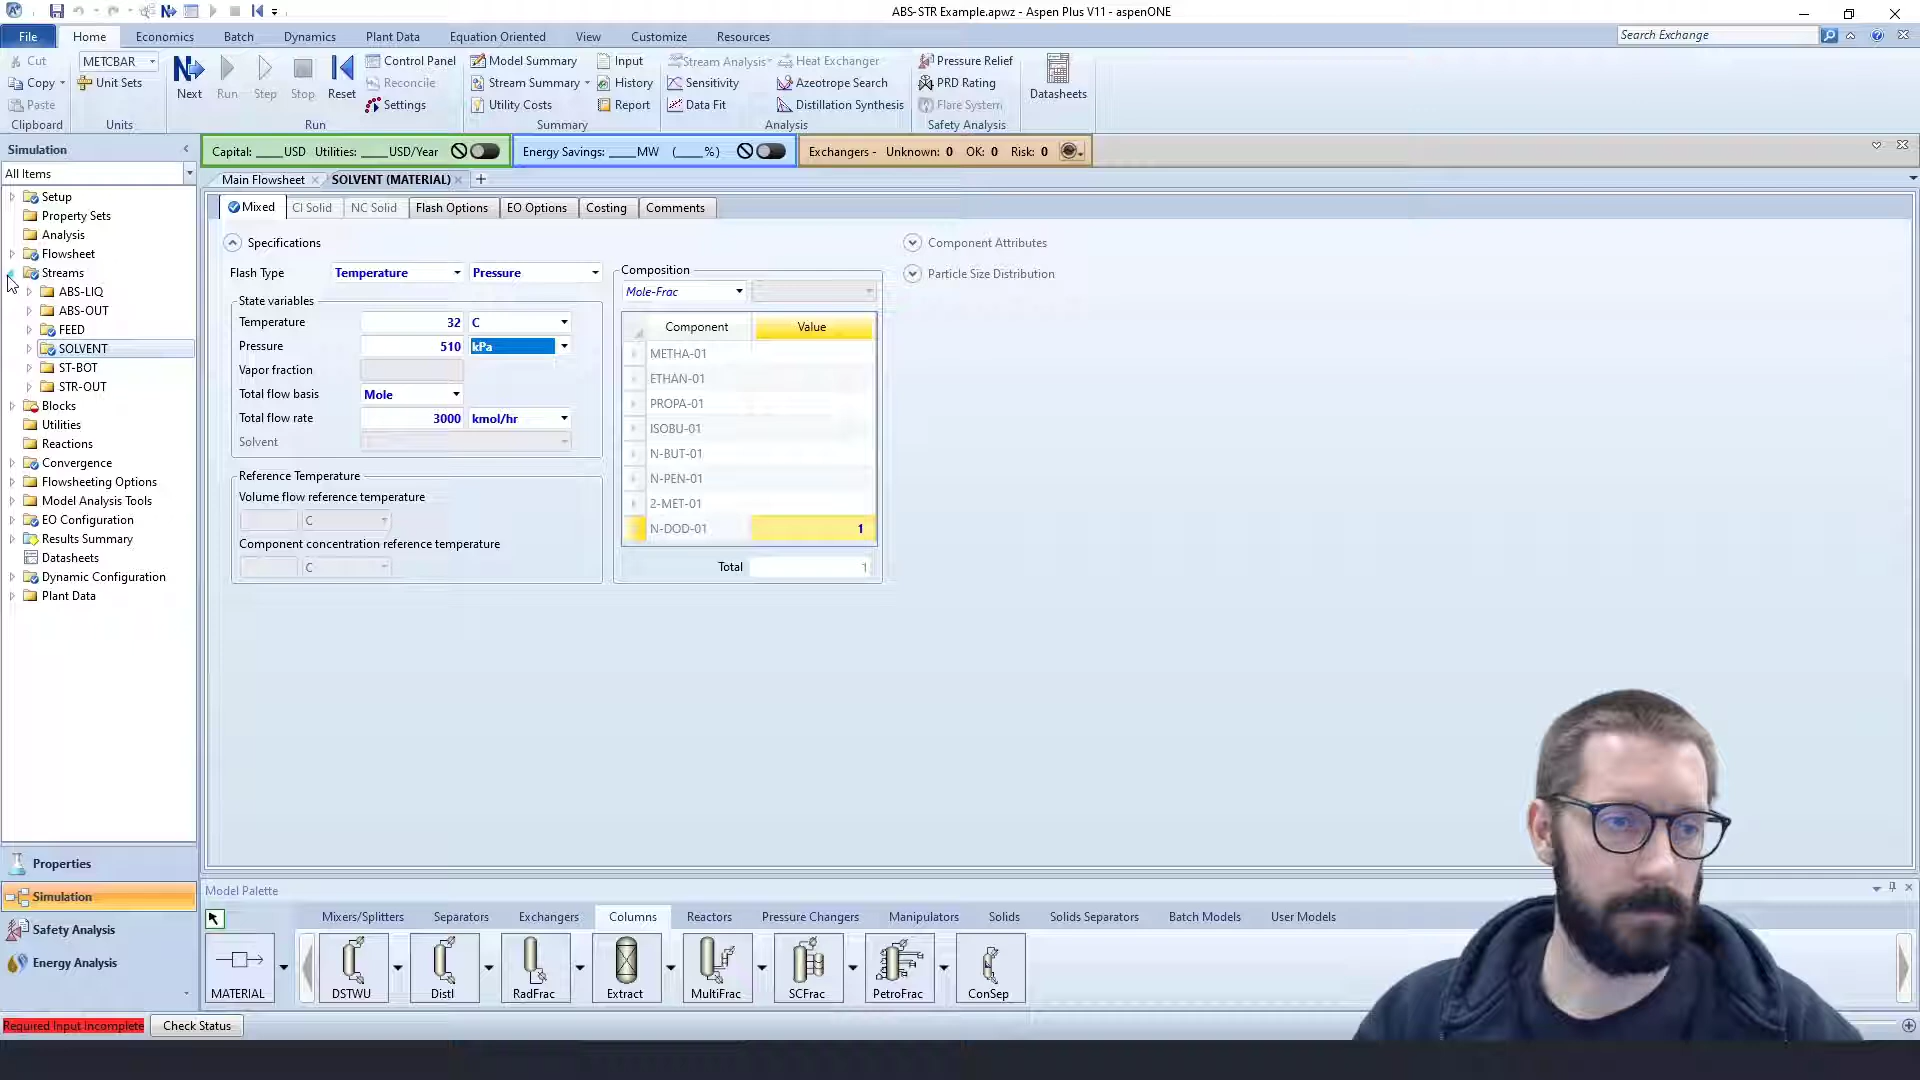 ABS-STR Example.apwz - Aspen Plus V11 - aspenONE
File Home Economics Batch Dynamics Plant Data Equation Oriented View Customize Resources Search Exchange
Cut METCBAR Control Panel Model Summary Input Stream Analysis Heat Exchanger Pressure Relief
Copy Unit Sets Next Run Step Stop Reset Reconcile Stream Summary History Sensitivity Azeotrope Search PRD Rating Datasheets
Paste Settings Utility Costs Report Data Fit Distillation Synthesis Flare System
Clipboard Units Run Summary Analysis Safety Analysis
Simulation Capital: ____USD Utilities: ____USD/Year Energy Savings: ____MW (____%) Exchangers - Unknown: 0 OK: 0 Risk: 0
All Items Main Flowsheet SOLVENT (MATERIAL) +
Setup
Property Sets
Analysis
Flowsheet
Streams
ABS-LIQ
ABS-OUT
FEED
SOLVENT
ST-BOT
STR-OUT
Blocks
Utilities
Reactions
Convergence
Flowsheeting Options
Model Analysis Tools
EO Configuration
Results Summary
Datasheets
Dynamic Configuration
Plant Data
Properties
Simulation
Safety Analysis
Energy Analysis
Mixed CI Solid NC Solid Flash Options EO Options Costing Comments
Specifications
Flash Type Temperature Pressure
State variables
Temperature 32 C
Pressure 510 kPa
Vapor fraction
Total flow basis Mole
Total flow rate 3000 kmol/hr
Solvent
Reference Temperature
Volume flow reference temperature
C
Component concentration reference temperature
C
Composition
Mole-Frac
Component Value
METHA-01
ETHAN-01
PROPA-01
ISOBU-01
N-BUT-01
N-PEN-01
2-MET-01
N-DOD-01 1
Total 1
Component Attributes
Particle Size Distribution
Model Palette
Mixers/Splitters Separators Exchangers Columns Reactors Pressure Changers Manipulators Solids Solids Separators Batch Models User Models
MATERIAL DSTWU Distl RadFrac Extract MultiFrac SCFrac PetroFrac ConSep
Required Input Incomplete Check Status